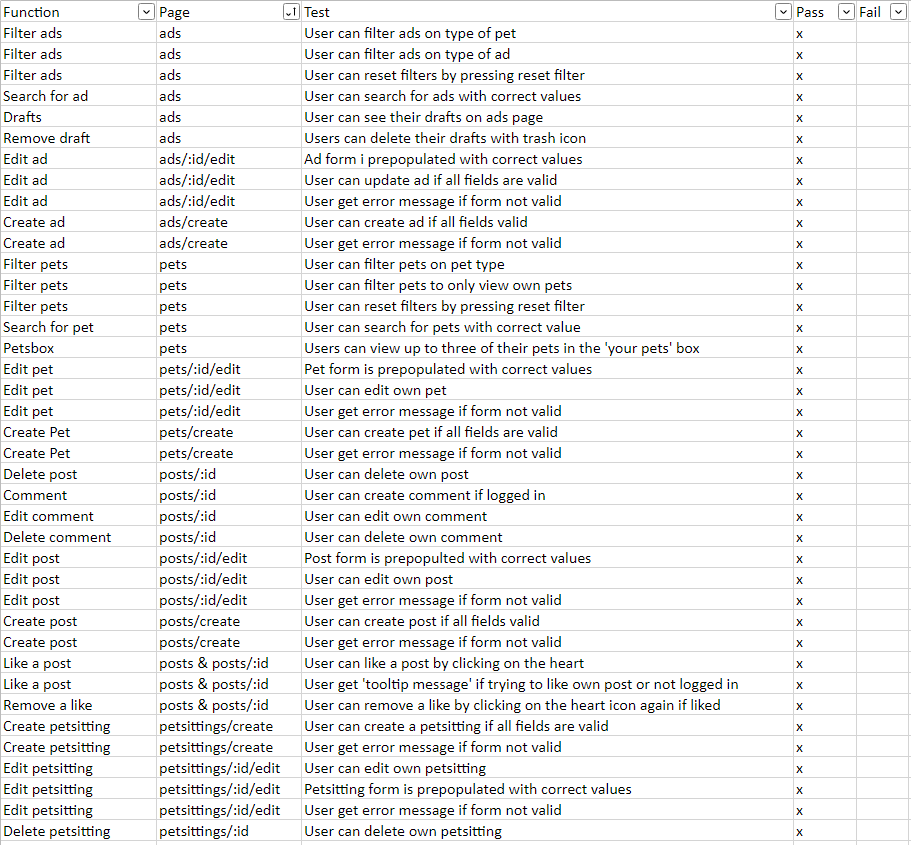 Function Page Test Pass Fail
Filter ads ads User can filter ads on type of pet x
Filter ads ads User can filter ads on type of ad x
Filter ads ads User can reset filters by pressing reset filter x
Search for ad ads User can search for ads with correct values x
Drafts ads User can see their drafts on ads page x
Remove draft ads Users can delete their drafts with trash icon x
Edit ad ads/:id/edit Ad form i prepopulated with correct values x
Edit ad ads/:id/edit User can update ad if all fields are valid x
Edit ad ads/:id/edit User get error message if form not valid x
Create ad ads/create User can create ad if all fields valid x
Create ad ads/create User get error message if form not valid x
Filter pets pets User can filter pets on pet type x
Filter pets pets User can filter pets to only view own pets x
Filter pets pets User can reset filters by pressing reset filter x
Search for pet pets User can search for pets with correct value x
Petsbox pets Users can view up to three of their pets in the 'your pets' box x
Edit pet pets/:id/edit Pet form is prepopulated with correct values x
Edit pet pets/:id/edit User can edit own pet x
Edit pet pets/:id/edit User get error message if form not valid x
Create Pet pets/create User can create pet if all fields are valid x
Create Pet pets/create User get error message if form not valid x
Delete post posts/:id User can delete own post x
Comment posts/:id User can create comment if logged in x
Edit comment posts/:id User can edit own comment x
Delete comment posts/:id User can delete own comment x
Edit post posts/:id/edit Post form is prepopulted with correct values x
Edit post posts/:id/edit User can edit own post x
Edit post posts/:id/edit User get error message if form not valid x
Create post posts/create User can create post if all fields valid x
Create post posts/create User get error message if form not valid x
Like a post posts & posts/:id User can like a post by clicking on the heart x
Like a post posts & posts/:id User get 'tooltip message' if trying to like own post or not logged in x
Remove a like posts & posts/:id User can remove a like by clicking on the heart icon again if liked x
Create petsitting petsittings/create User can create a petsitting if all fields are valid x
Create petsitting petsittings/create User get error message if form not valid x
Edit petsitting petsittings/:id/edit User can edit own petsitting x
Edit petsitting petsittings/:id/edit Petsitting form is prepopulated with correct values x
Edit petsitting petsittings/:id/edit User get error message if form not valid x
Delete petsitting petsittings/:id User can delete own petsitting x